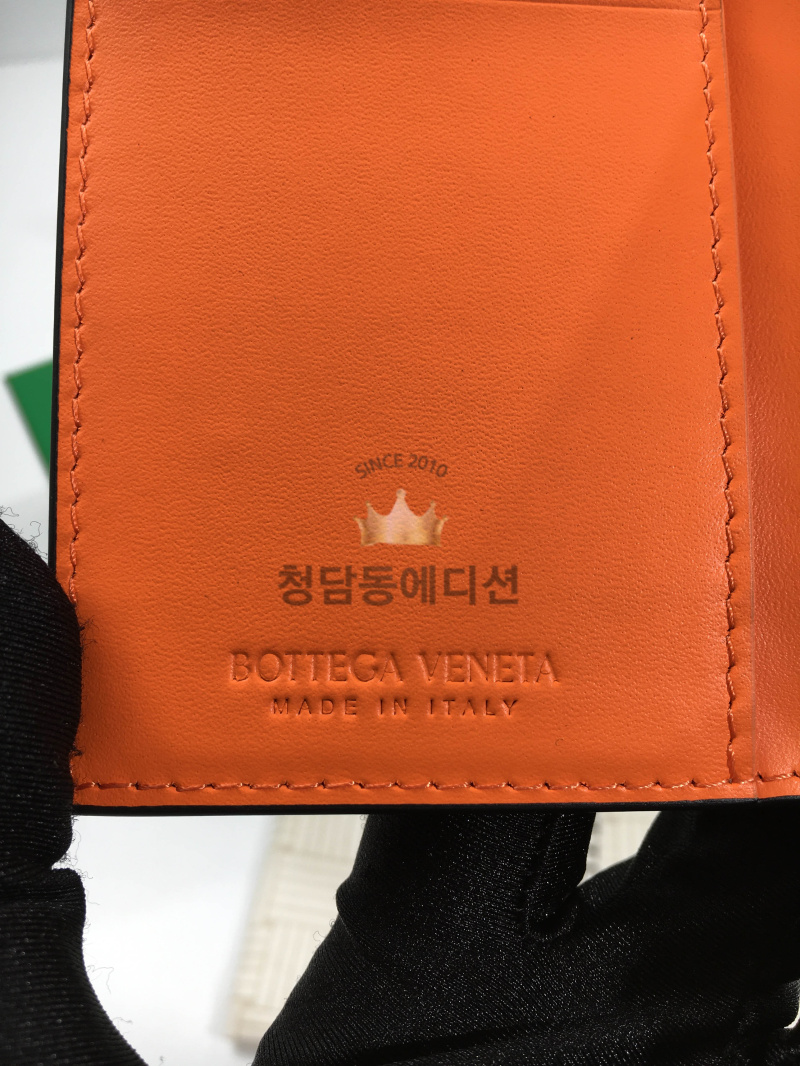 SINCE 2010
청담동에디션
BOTTEGA VENETA
MADE IN ITALY